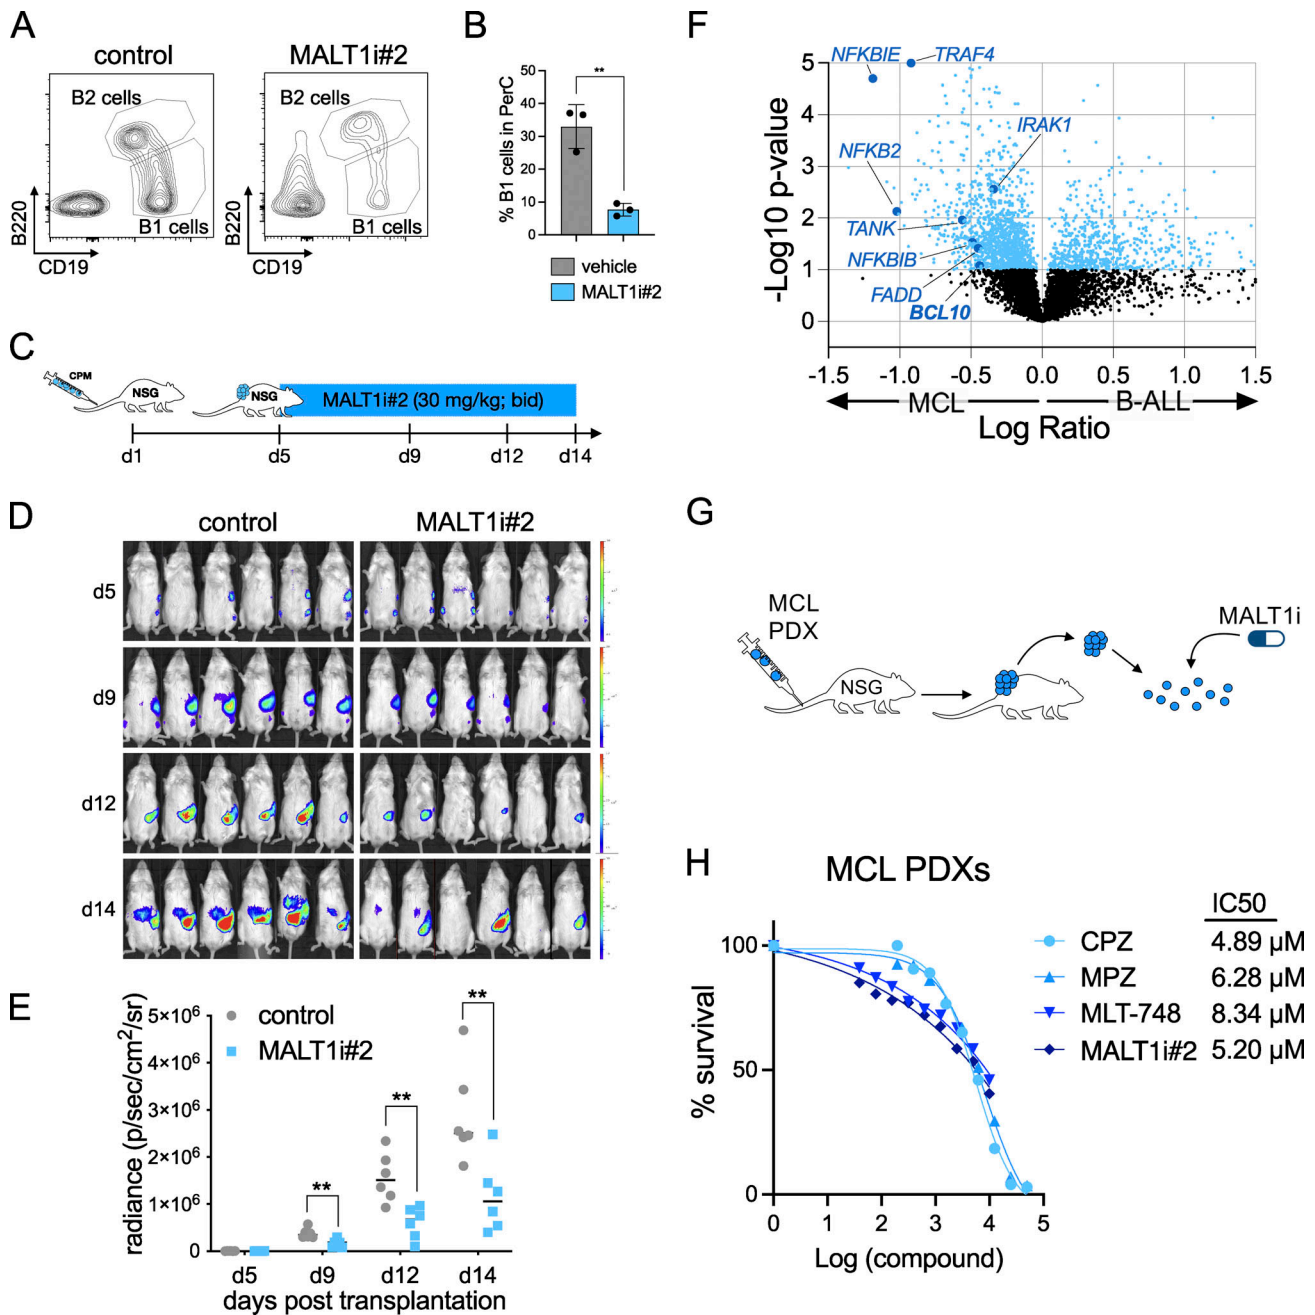 A
control
MALT1i#2
B2 cells
B1 cells
B220
CD19
B2 cells
B1 cells
B220
CD19
B
**
% B1 cells in PerC
50
40
30
20
10
0
vehicle
MALT1i#2
C
CPM
NSG
NSG
MALT1i#2 (30 mg/kg; bid)
d1
d5
d9
d12
d14
D
control
MALT1i#2
d5
d9
d12
d14
E
radiance (p/sec/cm²/sr)
5×10⁶
4×10⁶
3×10⁶
2×10⁶
1×10⁶
0
control
MALT1i#2
**
**
**
d5
d9
d12
d14
days post transplantation
F
-Log10 p-value
5
4
3
2
1
0
NFKBIE
TRAF4
IRAK1
NFKB2
TANK
NFKBIB
FADD
BCL10
-1.5
-1.0
-0.5
0.0
0.5
1.0
1.5
MCL
B-ALL
Log Ratio
G
MCL
PDX
NSG
MALT1i
H
MCL PDXs
IC50
CPZ 4.89 µM
MPZ 6.28 µM
MLT-748 8.34 µM
MALT1i#2 5.20 µM
% survival
100
50
0
0
1
2
3
4
5
Log (compound)